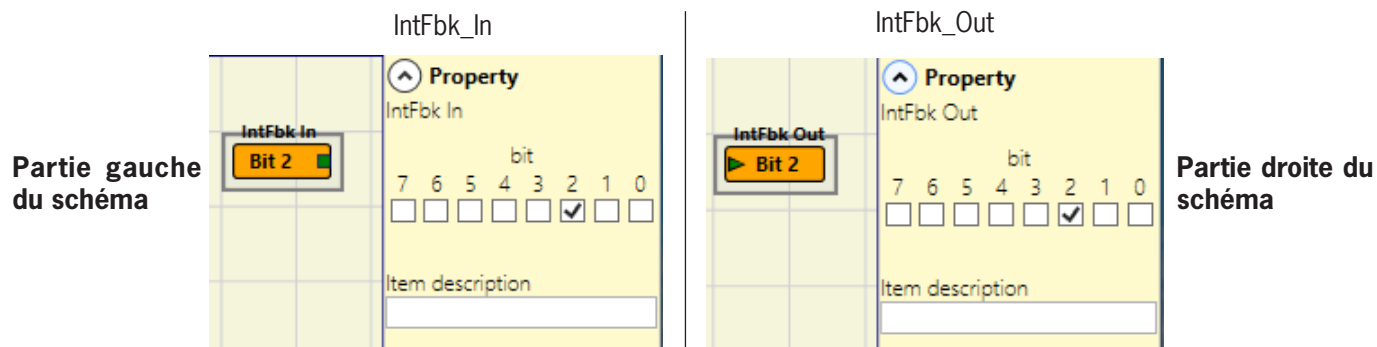 IntFbk_In
IntFbk_Out
Partie gauche
du schéma
IntFbk In
Bit 2
Property
IntFbk In
bit
7 6 5 4 3 2 1 0
Item description
IntFbk Out
Bit 2
Property
IntFbk Out
bit
7 6 5 4 3 2 1 0
Item description
Partie droite du
schéma